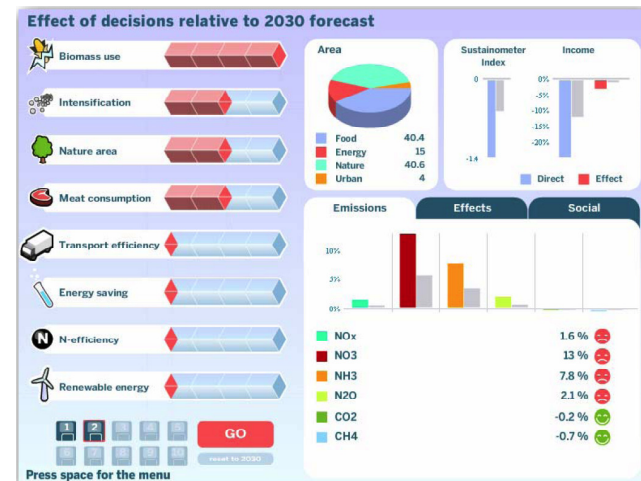 Effect of decisions relative to 2030 forecast
Biomass use
Intensification
Nature area
Meat consumption
Transport efficiency
Energy saving
N
N-efficiency
Renewable energy
1 2 3 4 5
GO
6 7 8 9 10
reset to 2030
Press space for the menu
Area
Food 40.4
Energy 15
Nature 40.6
Urban 4
Sustainometer
Index
0
-1.4
Income
0%
-5%
-10%
-15%
-20%
Direct
Effect
Emissions
Effects
Social
10%
0%
NOx 1.6 %
NO3 13 %
NH3 7.8 %
N2O 2.1 %
CO2 -0.2 %
CH4 -0.7 %